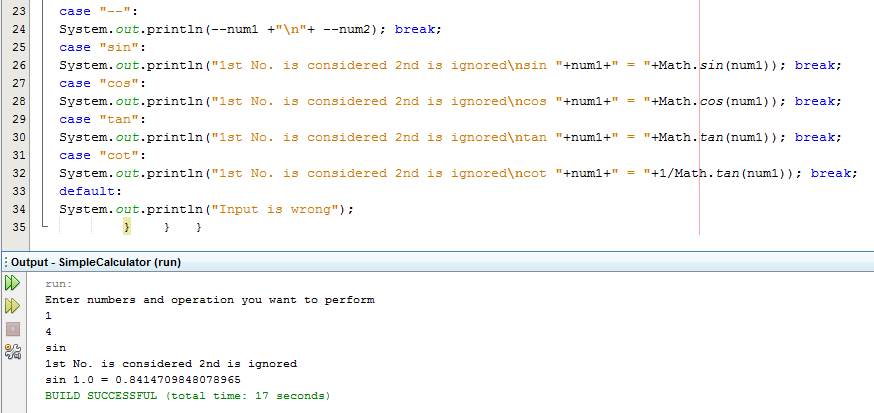 23 case "--":
24 System.out.println(--num1 +"\n"+ --num2); break;
25 case "sin":
26 System.out.println("1st No. is considered 2nd is ignored\nsin "+num1+" = "+Math.sin(num1)); break;
27 case "cos":
28 System.out.println("1st No. is considered 2nd is ignored\ncos "+num1+" = "+Math.cos(num1)); break;
29 case "tan":
30 System.out.println("1st No. is considered 2nd is ignored\ntan "+num1+" = "+Math.tan(num1)); break;
31 case "cot":
32 System.out.println("1st No. is considered 2nd is ignored\ncot "+num1+" = "+1/Math.tan(num1)); break;
33 default:
34 System.out.println("Input is wrong");
35 } } }
Output - SimpleCalculator (run)
run:
Enter numbers and operation you want to perform
1
4
sin
1st No. is considered 2nd is ignored
sin 1.0 = 0.8414709848078965
BUILD SUCCESSFUL (total time: 17 seconds)